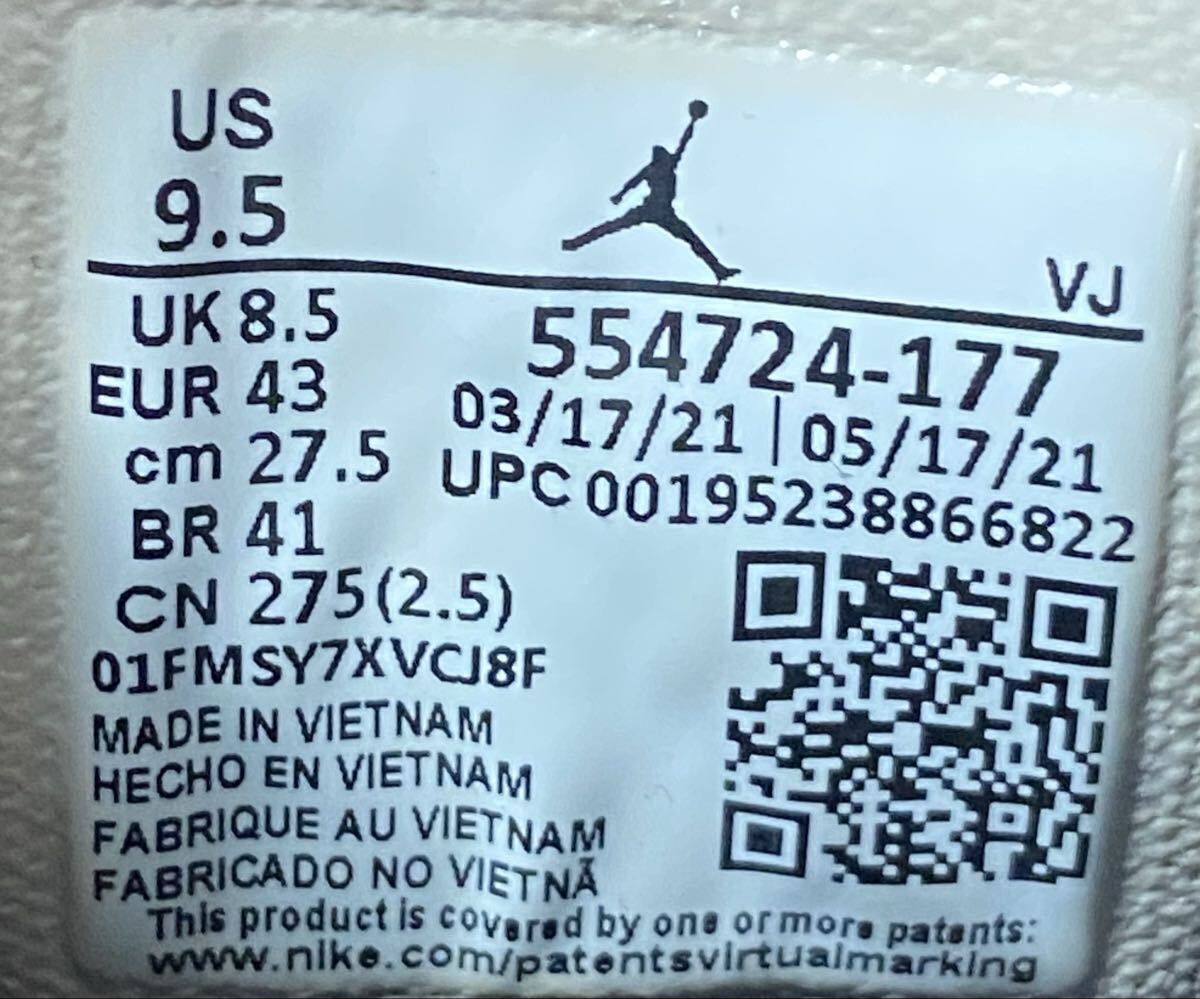 US
9.5
VJ
UK 8.5
EUR 43
cm 27.5
BR 41
CN 275(2.5)
554724-177
03/17/21 | 05/17/21
UPC 00195238866822
01FMSY7XVCJ8F
MADE IN VIETNAM
HECHO EN VIETNAM
FABRIQUE AU VIETNAM
FABRICADO NO VIETNÃ
This product is covered by one or more patents:
www.nike.com/patentsvirtualmarking